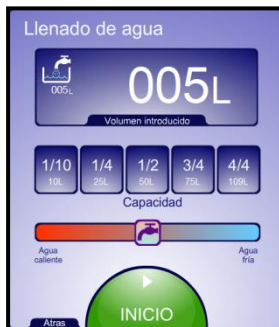 Llenado de agua
005L
005L
Volumen introducido
1/10 1/4 1/2 3/4 4/4
10L 25L 50L 75L 109L
Capacidad
Agua caliente
Agua fría
INICIO
Atras